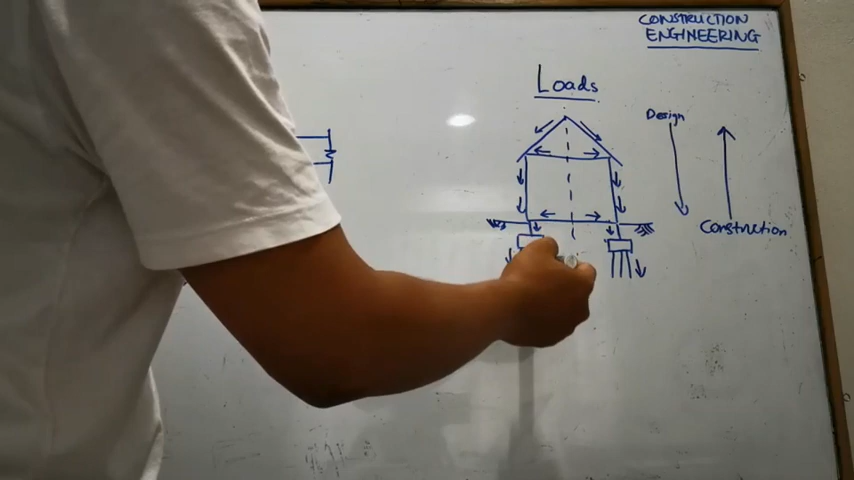 CONSTRUCTION
ENGINEERING
Loads
Design
Construction